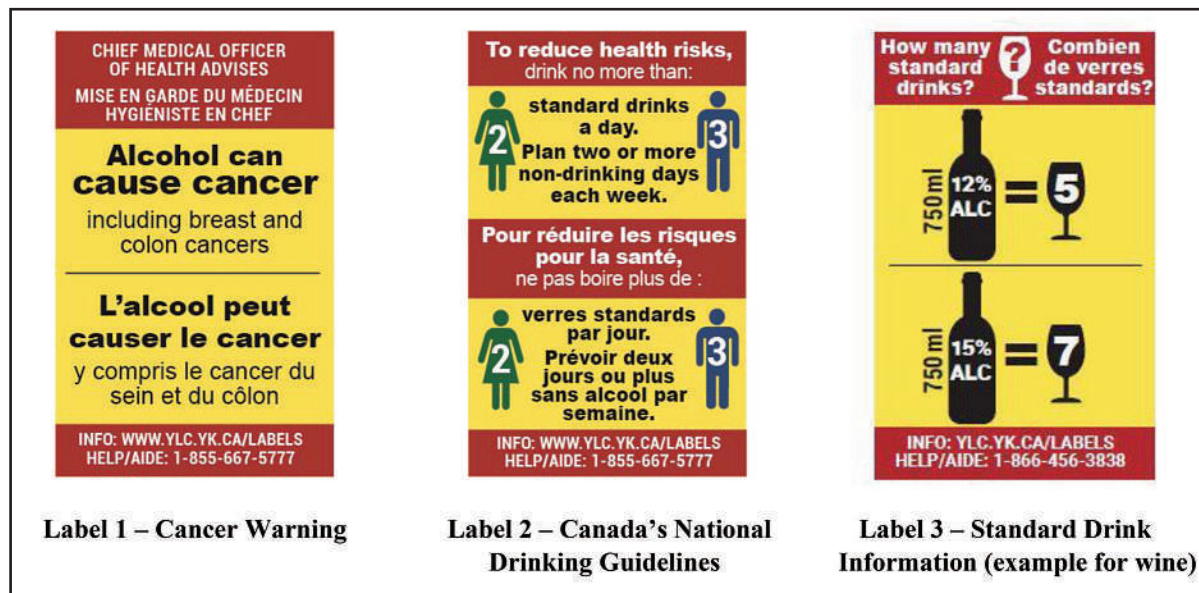 CHIEF MEDICAL OFFICER
OF HEALTH ADVISES
MISE EN GARDE DU MÉDECIN
HYGIÉNISTE EN CHEF
Alcohol can
cause cancer
including breast and
colon cancers
L'alcool peut
causer le cancer
y compris le cancer du
sein et du côlon
INFO: WWW.YLC.YK.CA/LABELS
HELP/AIDE: 1-855-667-5777
Label 1 – Cancer Warning
To reduce health risks,
drink no more than:
2
standard drinks
a day.
Plan two or more
non-drinking days
each week.
3
Pour réduire les risques
pour la santé,
ne pas boire plus de :
2
verres standards
par jour.
Prévoir deux
jours ou plus
sans alcool par
semaine.
3
INFO: WWW.YLC.YK.CA/LABELS
HELP/AIDE: 1-855-667-5777
Label 2 – Canada's National
Drinking Guidelines
How many
standard
drinks?
?
Combien
de verres
standards?
750 ml
12%
ALC
=
5
750 ml
15%
ALC
=
7
INFO: YLC.YK.CA/LABELS
HELP/AIDE: 1-866-456-3838
Label 3 – Standard Drink
Information (example for wine)